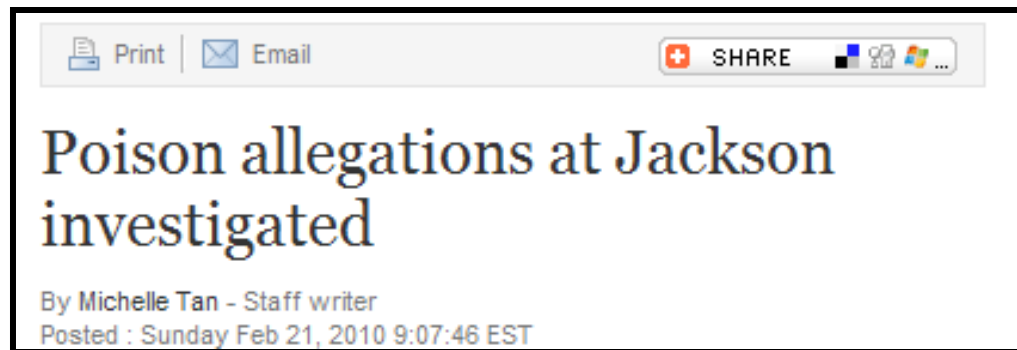 Print Email SHARE ...
Poison allegations at Jackson
investigated
By Michelle Tan - Staff writer
Posted : Sunday Feb 21, 2010 9:07:46 EST